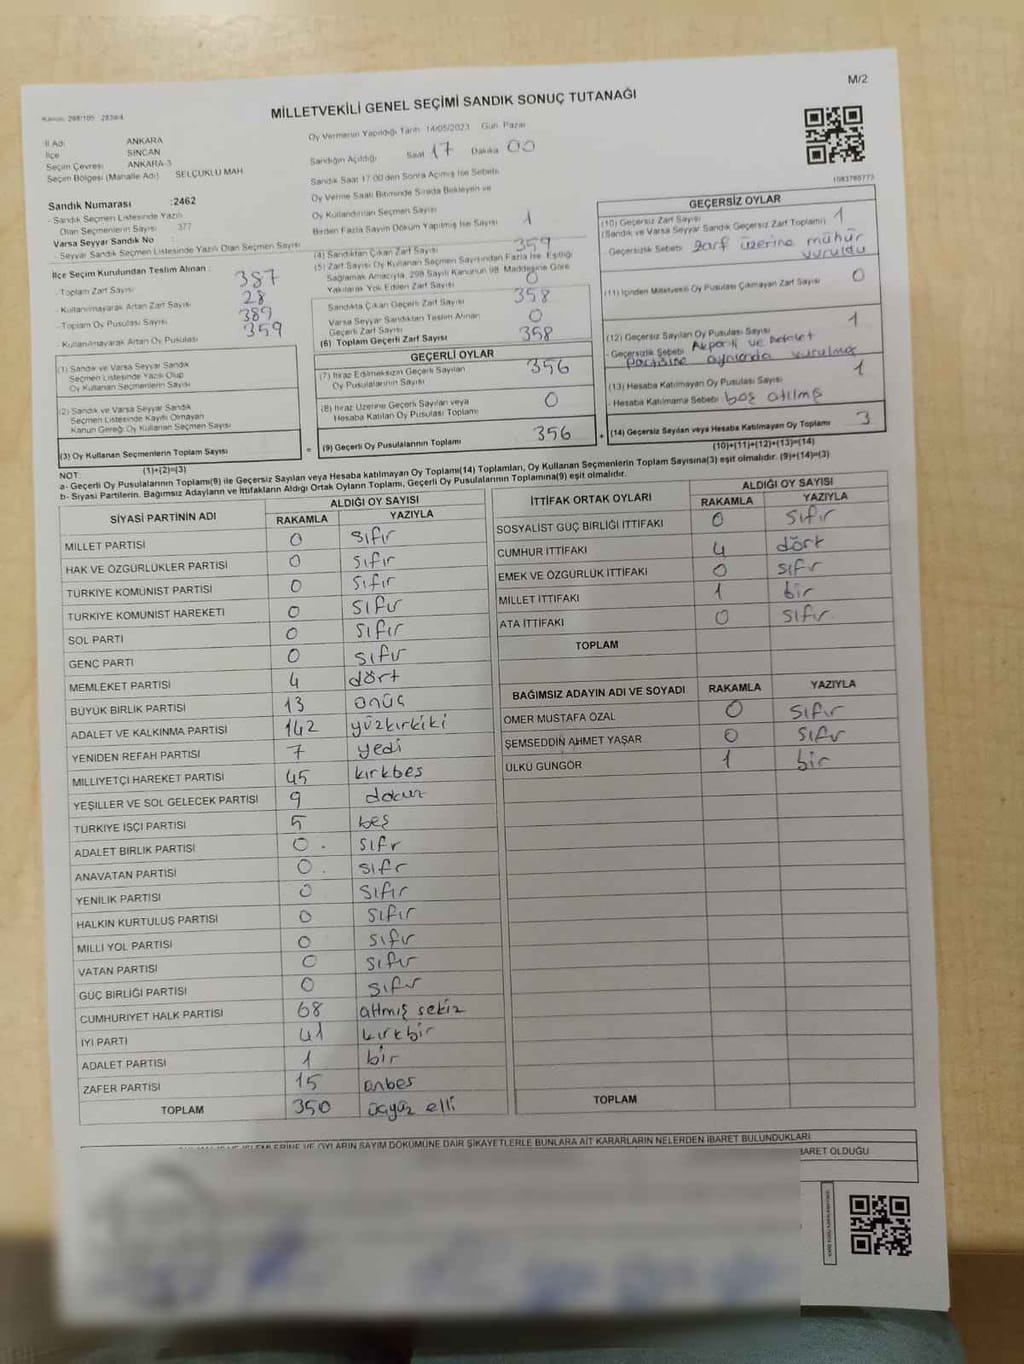 M/2
Kanun: 298/105 283/4
MİLLETVEKİLİ GENEL SEÇİMİ SANDIK SONUÇ TUTANAĞI
İl Adı ANKARA
İlçe SİNCAN
Seçim Çevresi ANKARA-3
Seçim Bölgesi (Mahalle Adı) SELÇUKLU MAH
Sandık Numarası :2462
- Sandık Seçmen Listesinde Yazılı
Olan Seçmenlerin Sayısı 377
Varsa Seyyar Sandık No :
- Seyyar Sandık Seçmen Listesinde Yazılı Olan Seçmen Sayısı
Oy Vermenin Yapıldığı Tarih 14/05/2023 Gün: Pazar
Sandığın Açıldığı Saat 17 Dakika 00
Sandık Saat 17:00'den Sonra Açımış İse Sebebi
Oy Verme Saati Bitiminde Sırada Bekleyen ve
Oy Kullandırılan Seçmen Sayısı
Birden Fazla Sayım Döküm Yapılmış İse Sayısı 1
1083760773
İlçe Seçim Kurulundan Teslim Alınan :
- Toplam Zarf Sayısı 387
- Kullanılmayarak Artan Zarf Sayısı 28
- Toplam Oy Pusulası Sayısı 389
- Kullanılmayarak Artan Oy Pusulası 359
(1) Sandık ve Varsa Seyyar Sandık
Seçmen Listesinde Yazılı Olup
Oy Kullanan Seçmenlerin Sayısı
(2) Sandık ve Varsa Seyyar Sandık
Seçmen Listesinde Kayıtlı Olmayan
Kanun Gereği Oy Kullanan Seçmen Sayısı
(3) Oy Kullanan Seçmenlerin Toplam Sayısı
(1)+(2)=(3)
(4) Sandıktan Çıkan Zarf Sayısı 359
(5) Zarf Sayısı Oy Kullanan Seçmen Sayısından Fazla İse, Eşitliği
Sağlamak Amacıyla, 298 Sayılı Kanunun 98. Maddesine Göre
Yakılarak Yok Edilen Zarf Sayısı 0
Sandıkta Çıkan Geçerli Zarf Sayısı 358
Varsa Seyyar Sandıktan Teslim Alınan
Geçerli Zarf Sayısı 0
(6) Toplam Geçerli Zarf Sayısı 358
GEÇERLİ OYLAR
(7) İtiraz Edilmeksizin Geçerli Sayılan
Oy Pusulalarının Sayısı 356
(8) İtiraz Üzerine Geçerli Sayılan veya
Hesaba Katılan Oy Pusulası Toplamı 0
= (9) Geçerli Oy Pusulalarının Toplamı 356 +
GEÇERSİZ OYLAR
(10) Geçersiz Zarf Sayısı
(Sandık ve Varsa Seyyar Sandık Geçersiz Zarf Toplamı) 1
Geçersizlik Sebebi zarf üzerine mühür
vuruldu
(11) İçinden Milletvekili Oy Pusulası Çıkmayan Zarf Sayısı 0
(12) Geçersiz Sayılan Oy Pusulası Sayısı 1
- Geçersizlik Sebebi Akparti ve
partisine vurulmuş
(13) Hesaba Katılmayan Oy Pusulası Sayısı 1
- Hesaba Katılmama Sebebi boş atılmış
(14) Geçersiz Sayılan veya Hesaba Katılmayan Oy Toplamı 3
(10)+(11)+(12)+(13)=(14)
NOT:
a- Geçerli Oy Pusulalarının Toplamı(9) ile Geçersiz Sayılan veya Hesaba katılmayan Oy Toplamı(14) Toplamları, Oy Kullanan Seçmenlerin Toplam Sayısına(3) eşit olmalıdır. (9)+(14)=(3)
b- Siyasi Partilerin, Bağımsız Adayların ve İttifakların Aldığı Ortak Oyların Toplamı, Geçerli Oy Pusulalarının Toplamına(9) eşit olmalıdır.
SİYASİ PARTİNİN ADI ALDIĞI OY SAYISI
RAKAMLA YAZIYLA
MİLLET PARTİSİ 0 sıfır
HAK VE ÖZGÜRLÜKLER PARTİSİ 0 sıfır
TÜRKİYE KOMÜNİST PARTİSİ 0 sıfır
TÜRKİYE KOMÜNİST HAREKETİ 0 sıfır
SOL PARTİ 0 sıfır
GENÇ PARTİ 0 sıfır
MEMLEKET PARTİSİ 4 dört
BÜYÜK BİRLİK PARTİSİ 13 onüç
ADALET VE KALKINMA PARTİSİ 142 yüzkırkiki
YENİDEN REFAH PARTİSİ 7 yedi
MİLLİYETÇİ HAREKET PARTİSİ 45 kırkbeş
YEŞİLLER VE SOL GELECEK PARTİSİ 9 dokuz
TÜRKİYE İŞÇİ PARTİSİ 5 beş
ADALET BİRLİK PARTİSİ 0 sıfr
ANAVATAN PARTİSİ 0 sıfr
YENİLİK PARTİSİ 0 sıfır
HALKIN KURTULUŞ PARTİSİ 0 sıfır
MİLLİ YOL PARTİSİ 0 sıfır
VATAN PARTİSİ 0 sıfır
GÜÇ BİRLİĞİ PARTİSİ 0 sıfır
CUMHURİYET HALK PARTİSİ 68 altmış sekiz
İYİ PARTİ 41 kırkbir
ADALET PARTİSİ 1 bir
ZAFER PARTİSİ 15 onbeş
TOPLAM 350 üçyüz elli
İTTİFAK ORTAK OYLARI ALDIĞI OY SAYISI
RAKAMLA YAZIYLA
SOSYALİST GÜÇ BİRLİĞİ İTTİFAKI 0 sıfır
CUMHUR İTTİFAKI 4 dört
EMEK VE ÖZGÜRLÜK İTTİFAKI 0 sıfr
MİLLET İTTİFAKI 1 bir
ATA İTTİFAKI 0 sıfır
TOPLAM
BAĞIMSIZ ADAYIN ADI VE SOYADI RAKAMLA YAZIYLA
ÖMER MUSTAFA ÖZAL 0 sıfır
ŞEMSEDDİN AHMET YAŞAR 0 sıfır
ÜLKÜ GÜNGÖR 1 bir
TOPLAM
VE OYLARIN SAYIM DÖKÜMÜNE DAİR ŞİKAYETLERLE BUNLARA AİT KARARLARIN NELERDEN İBARET BULUNDUKLARI
İBARET OLDUĞU